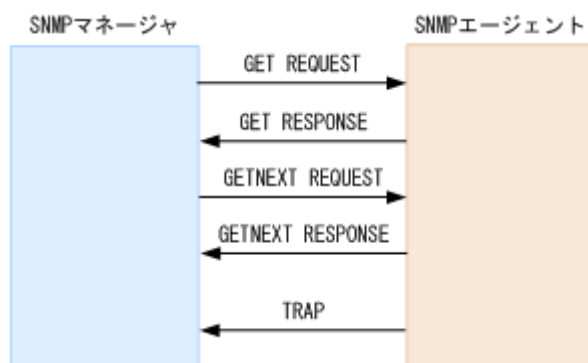 SNMPマネージャ
SNMPエージェント
GET REQUEST
GET RESPONSE
GETNEXT REQUEST
GETNEXT RESPONSE
TRAP